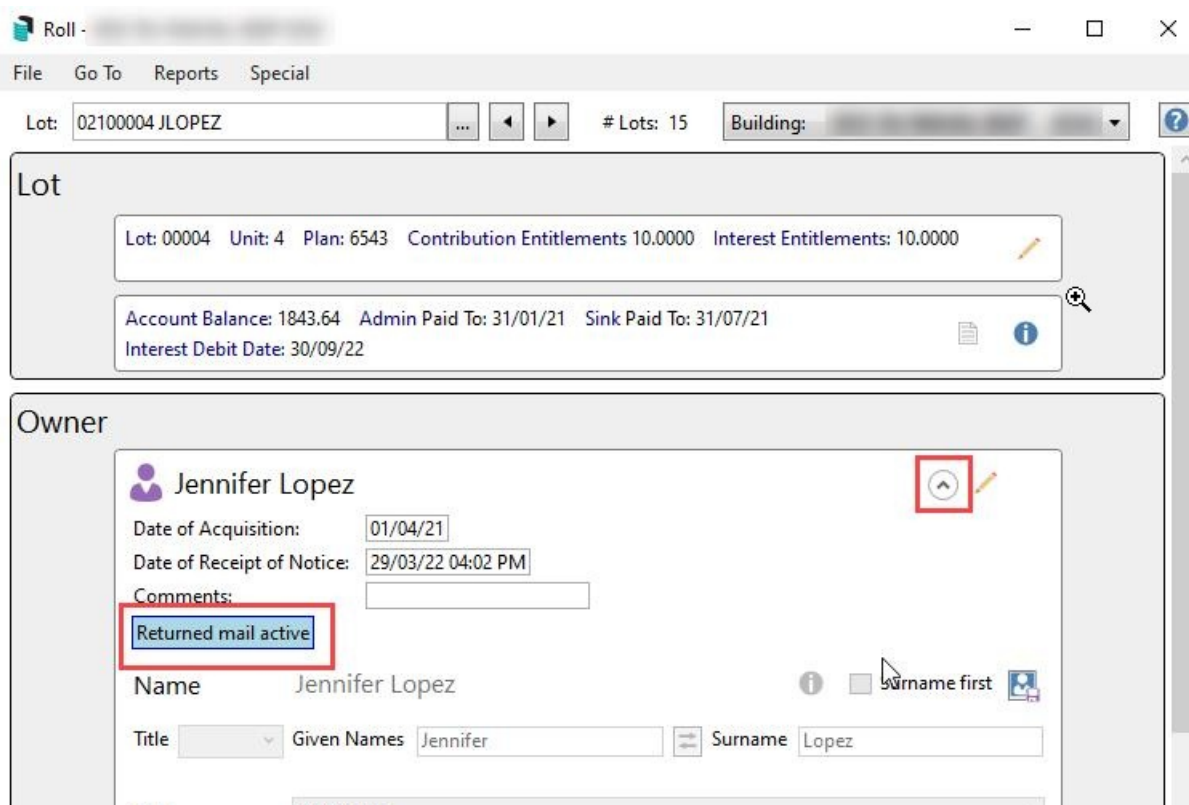 Roll -
File Go To Reports Special
Lot: 02100004 JLOPEZ ... # Lots: 15 Building:
Lot
Lot: 00004 Unit: 4 Plan: 6543 Contribution Entitlements 10.0000 Interest Entitlements: 10.0000
Account Balance: 1843.64 Admin Paid To: 31/01/21 Sink Paid To: 31/07/21
Interest Debit Date: 30/09/22
Owner
Jennifer Lopez
Date of Acquisition: 01/04/21
Date of Receipt of Notice: 29/03/22 04:02 PM
Comments:
Returned mail active
Name Jennifer Lopez Surname first
Title Given Names Jennifer Surname Lopez